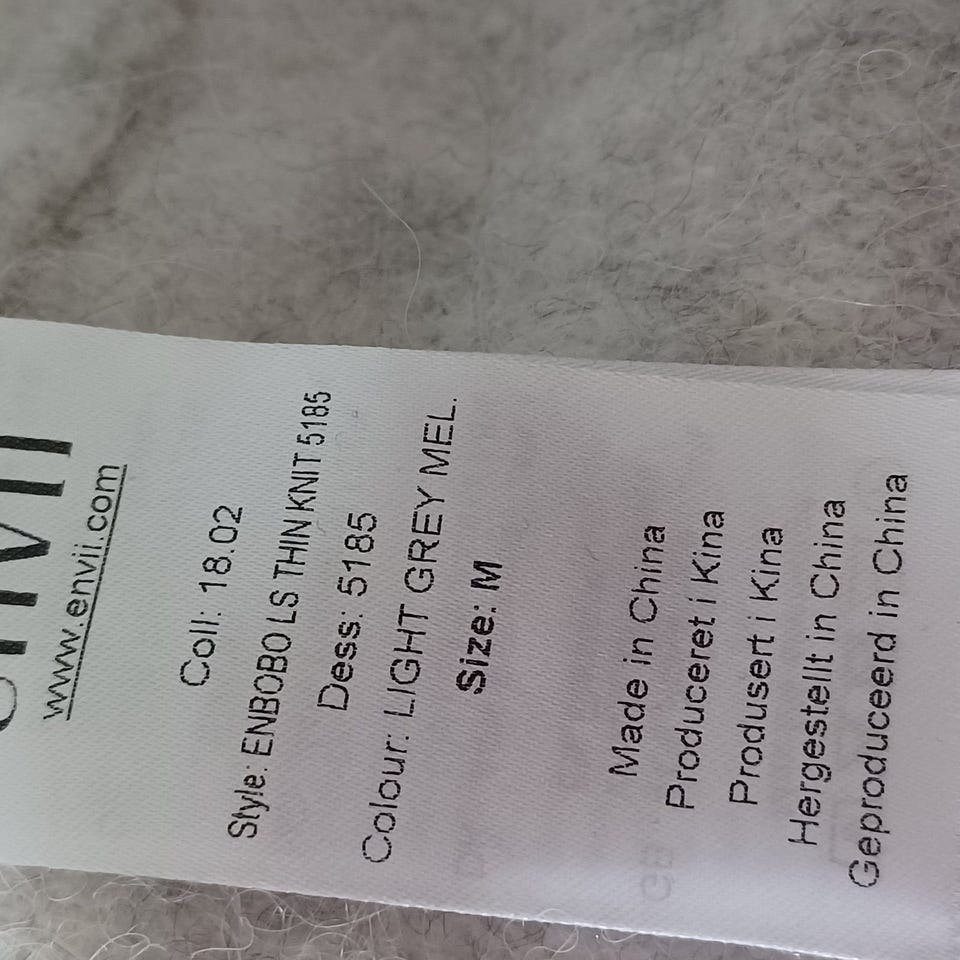 envii
www.envii.com
Coll: 18.02
Style: ENBOBO LS THIN KNIT 5185
Dess: 5185
Colour: LIGHT GREY MEL.
Size: M
Made in China
Produceret i Kina
Produsert i Kina
Hergestellt in China
Geproduceerd in China